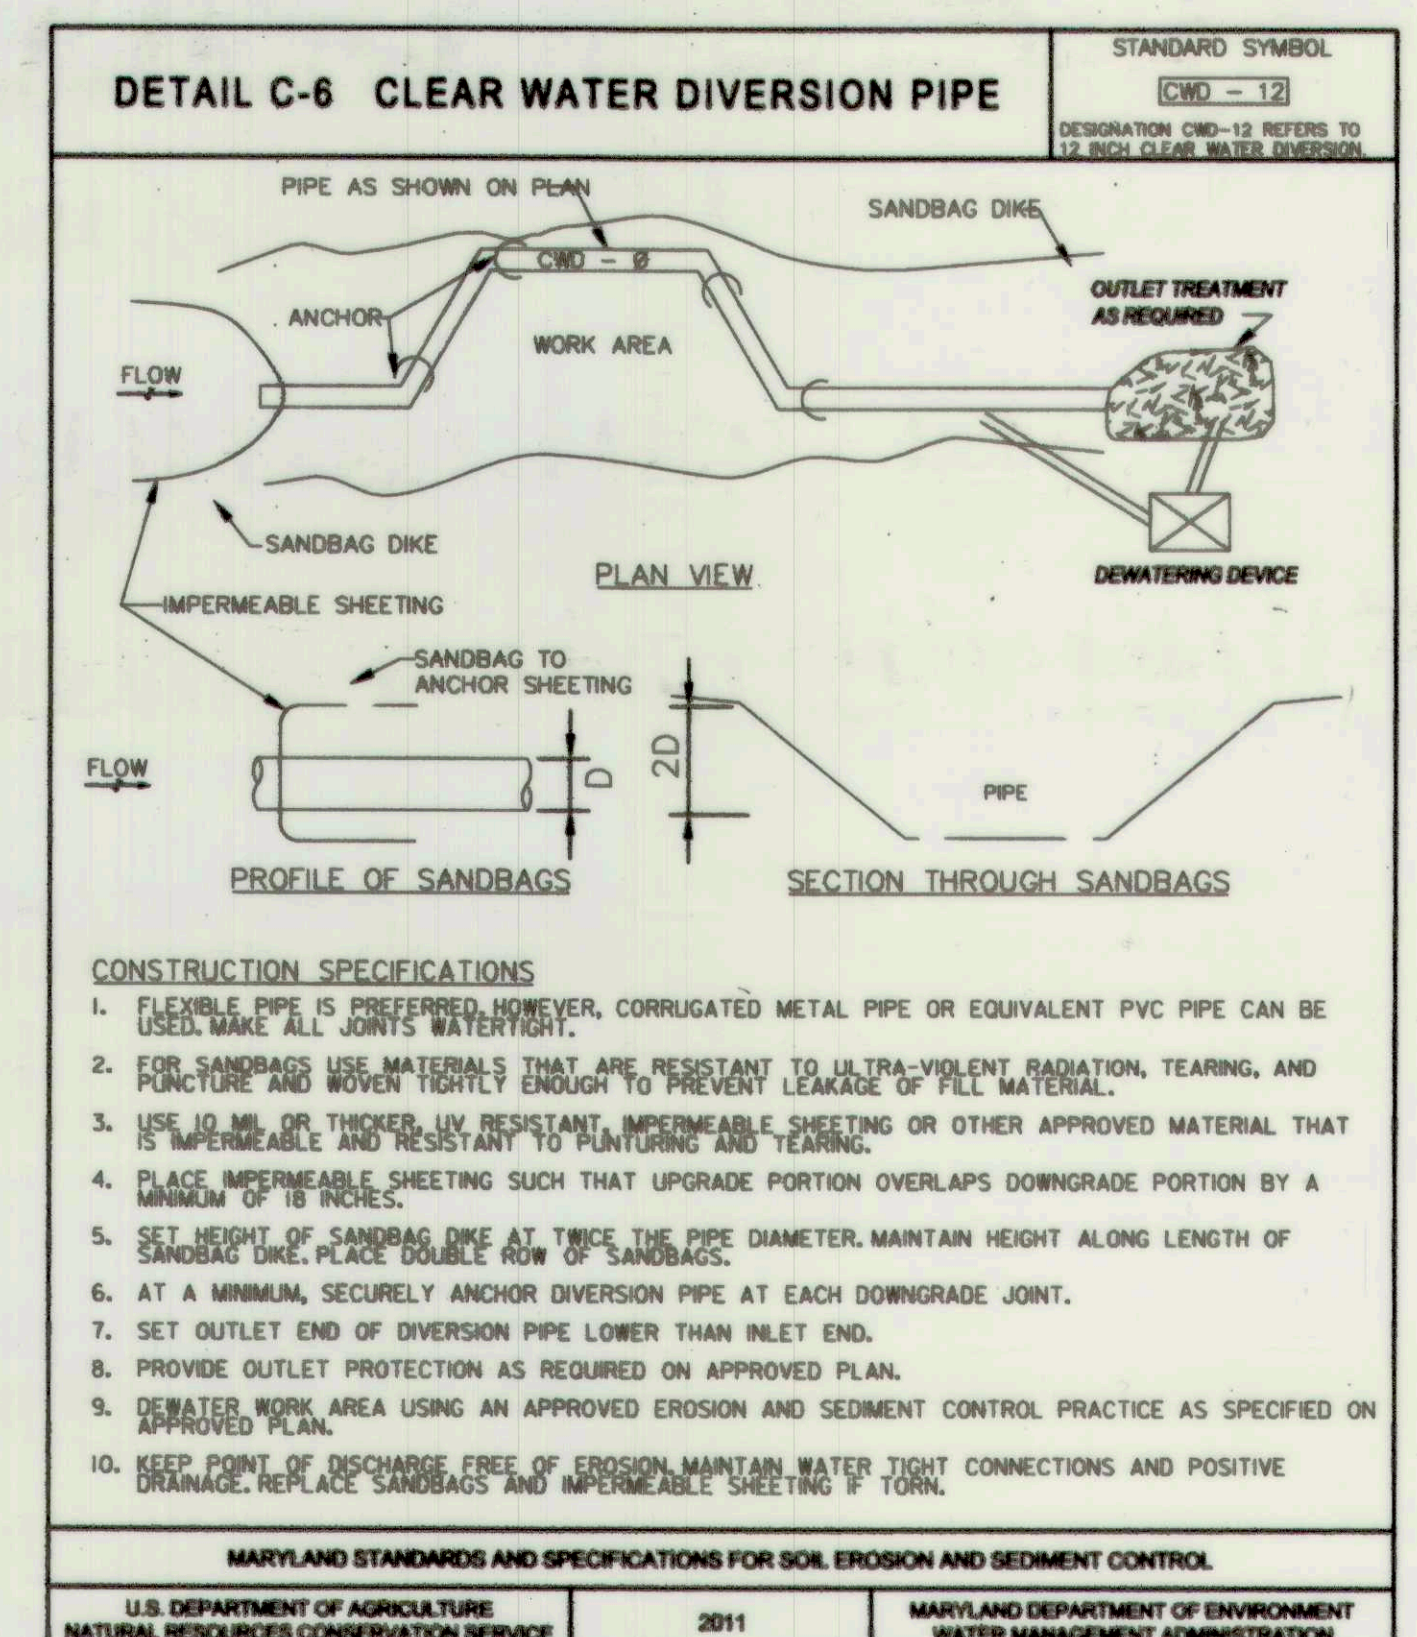 DETAIL C-6 CLEAR WATER DIVERSION PIPE
STANDARD SYMBOL
CWD - 12
DESIGNATION CWD-12 REFERS TO
12 INCH CLEAR WATER DIVERSION.
PIPE AS SHOWN ON PLAN
SANDBAG DIKE
CWD - Ø
OUTLET TREATMENT
AS REQUIRED
ANCHOR
WORK AREA
FLOW
SANDBAG DIKE
PLAN VIEW
DEWATERING DEVICE
IMPERMEABLE SHEETING
SANDBAG TO
ANCHOR SHEETING
FLOW
D
2D
PIPE
PROFILE OF SANDBAGS
SECTION THROUGH SANDBAGS
CONSTRUCTION SPECIFICATIONS
1. FLEXIBLE PIPE IS PREFERRED. HOWEVER, CORRUGATED METAL PIPE OR EQUIVALENT PVC PIPE CAN BE
USED. MAKE ALL JOINTS WATERTIGHT.
2. FOR SANDBAGS USE MATERIALS THAT ARE RESISTANT TO ULTRA-VIOLENT RADIATION, TEARING, AND
PUNCTURE AND WOVEN TIGHTLY ENOUGH TO PREVENT LEAKAGE OF FILL MATERIAL.
3. USE 10 MIL OR THICKER, UV RESISTANT, IMPERMEABLE SHEETING OR OTHER APPROVED MATERIAL THAT
IS IMPERMEABLE AND RESISTANT TO PUNTURING AND TEARING.
4. PLACE IMPERMEABLE SHEETING SUCH THAT UPGRADE PORTION OVERLAPS DOWNGRADE PORTION BY A
MINIMUM OF 18 INCHES.
5. SET HEIGHT OF SANDBAG DIKE AT TWICE THE PIPE DIAMETER. MAINTAIN HEIGHT ALONG LENGTH OF
SANDBAG DIKE. PLACE DOUBLE ROW OF SANDBAGS.
6. AT A MINIMUM, SECURELY ANCHOR DIVERSION PIPE AT EACH DOWNGRADE JOINT.
7. SET OUTLET END OF DIVERSION PIPE LOWER THAN INLET END.
8. PROVIDE OUTLET PROTECTION AS REQUIRED ON APPROVED PLAN.
9. DEWATER WORK AREA USING AN APPROVED EROSION AND SEDIMENT CONTROL PRACTICE AS SPECIFIED ON
APPROVED PLAN.
10. KEEP POINT OF DISCHARGE FREE OF EROSION. MAINTAIN WATER TIGHT CONNECTIONS AND POSITIVE
DRAINAGE. REPLACE SANDBAGS AND IMPERMEABLE SHEETING IF TORN.
MARYLAND STANDARDS AND SPECIFICATIONS FOR SOIL EROSION AND SEDIMENT CONTROL
U.S. DEPARTMENT OF AGRICULTURE
NATURAL RESOURCES CONSERVATION SERVICE
2011
MARYLAND DEPARTMENT OF ENVIRONMENT
WATER MANAGEMENT ADMINISTRATION